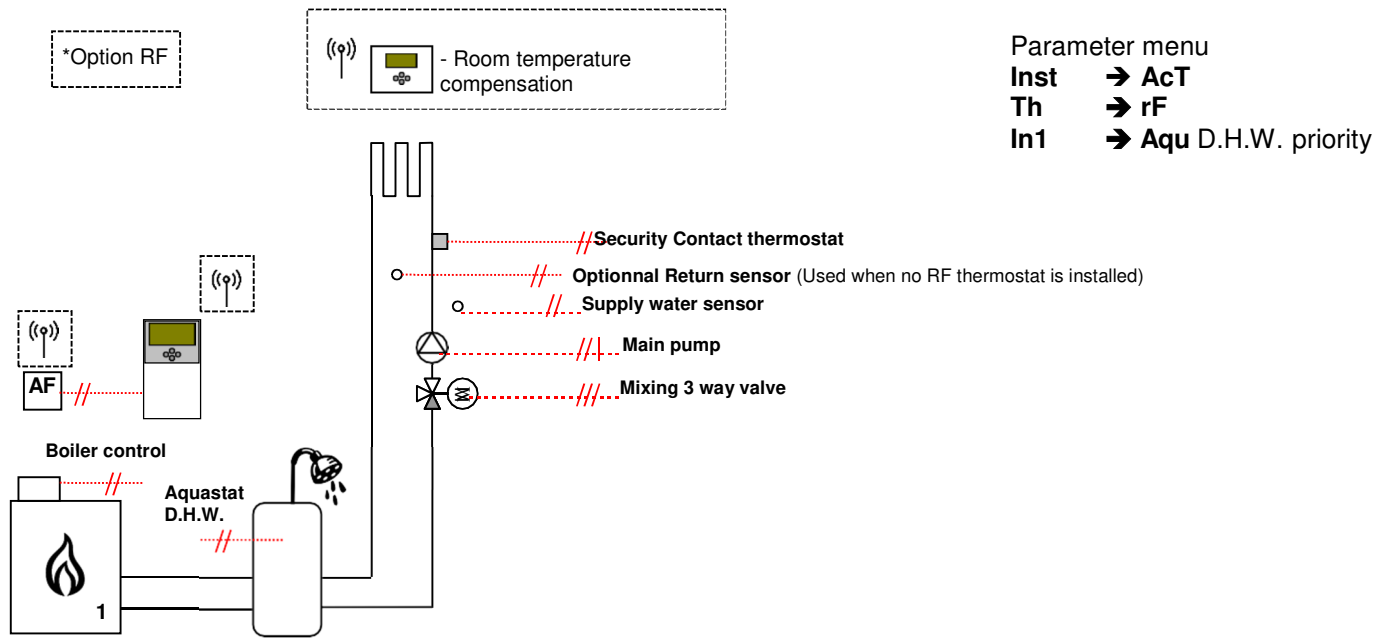 *Option RF
- Room temperature
compensation
Parameter menu
Inst ➔ AcT
Th ➔ rF
In1 ➔ Aqu D.H.W. priority
Security Contact thermostat
Optionnal Return sensor (Used when no RF thermostat is installed)
Supply water sensor
Main pump
Mixing 3 way valve
AF
Boiler control
Aquastat
D.H.W.
1